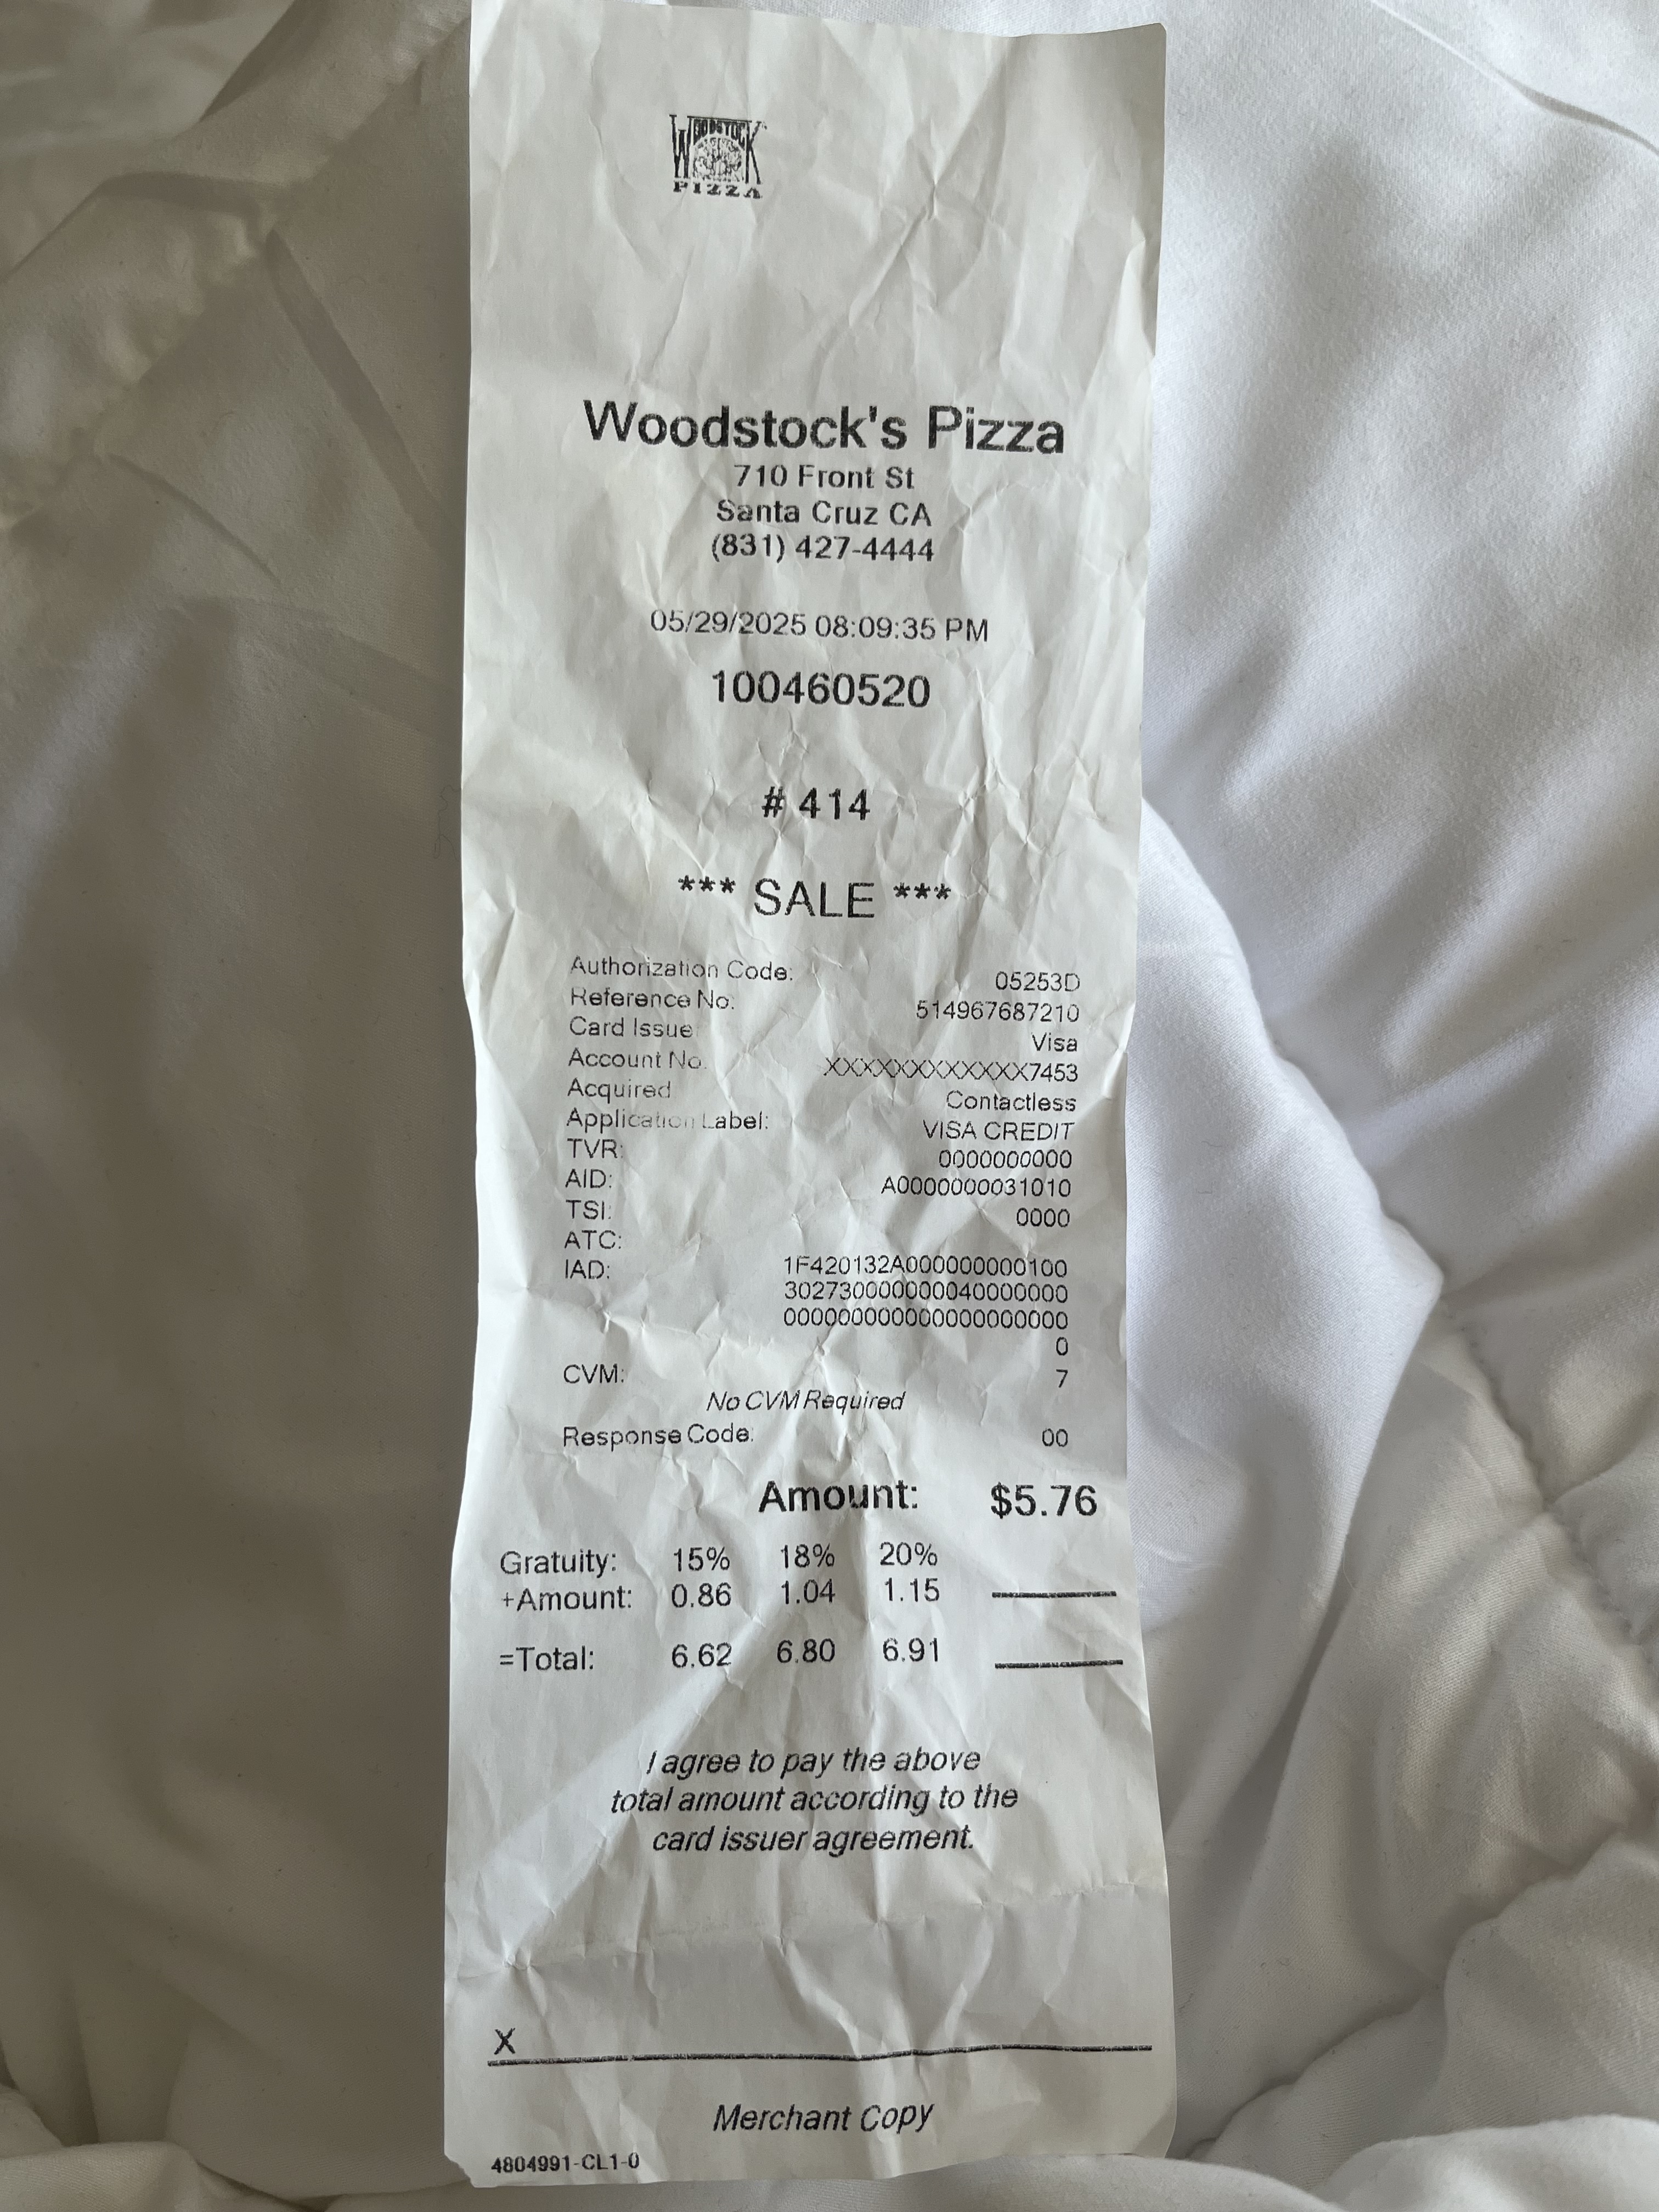 WOODSTOCK'S
PIZZA
Woodstock's Pizza
710 Front St
Santa Cruz CA
(831) 427-4444
05/29/2025 08:09:35 PM
100460520
# 414
*** SALE ***
Authorization Code: 05253D
Reference No: 514967687210
Card Issue Visa
Account No. XXXXXXXXXXXX7453
Acquired Contactless
Application Label: VISA CREDIT
TVR: 0000000000
AID: A0000000031010
TSI: 0000
ATC:
IAD: 1F420132A000000000100
302730000000040000000
000000000000000000000
0
CVM: 7
No CVM Required
Response Code: 00
Amount: $5.76
Gratuity: 15% 18% 20%
+Amount: 0.86 1.04 1.15
=Total: 6.62 6.80 6.91
I agree to pay the above
total amount according to the
card issuer agreement.
X
Merchant Copy
4804991-CL1-0